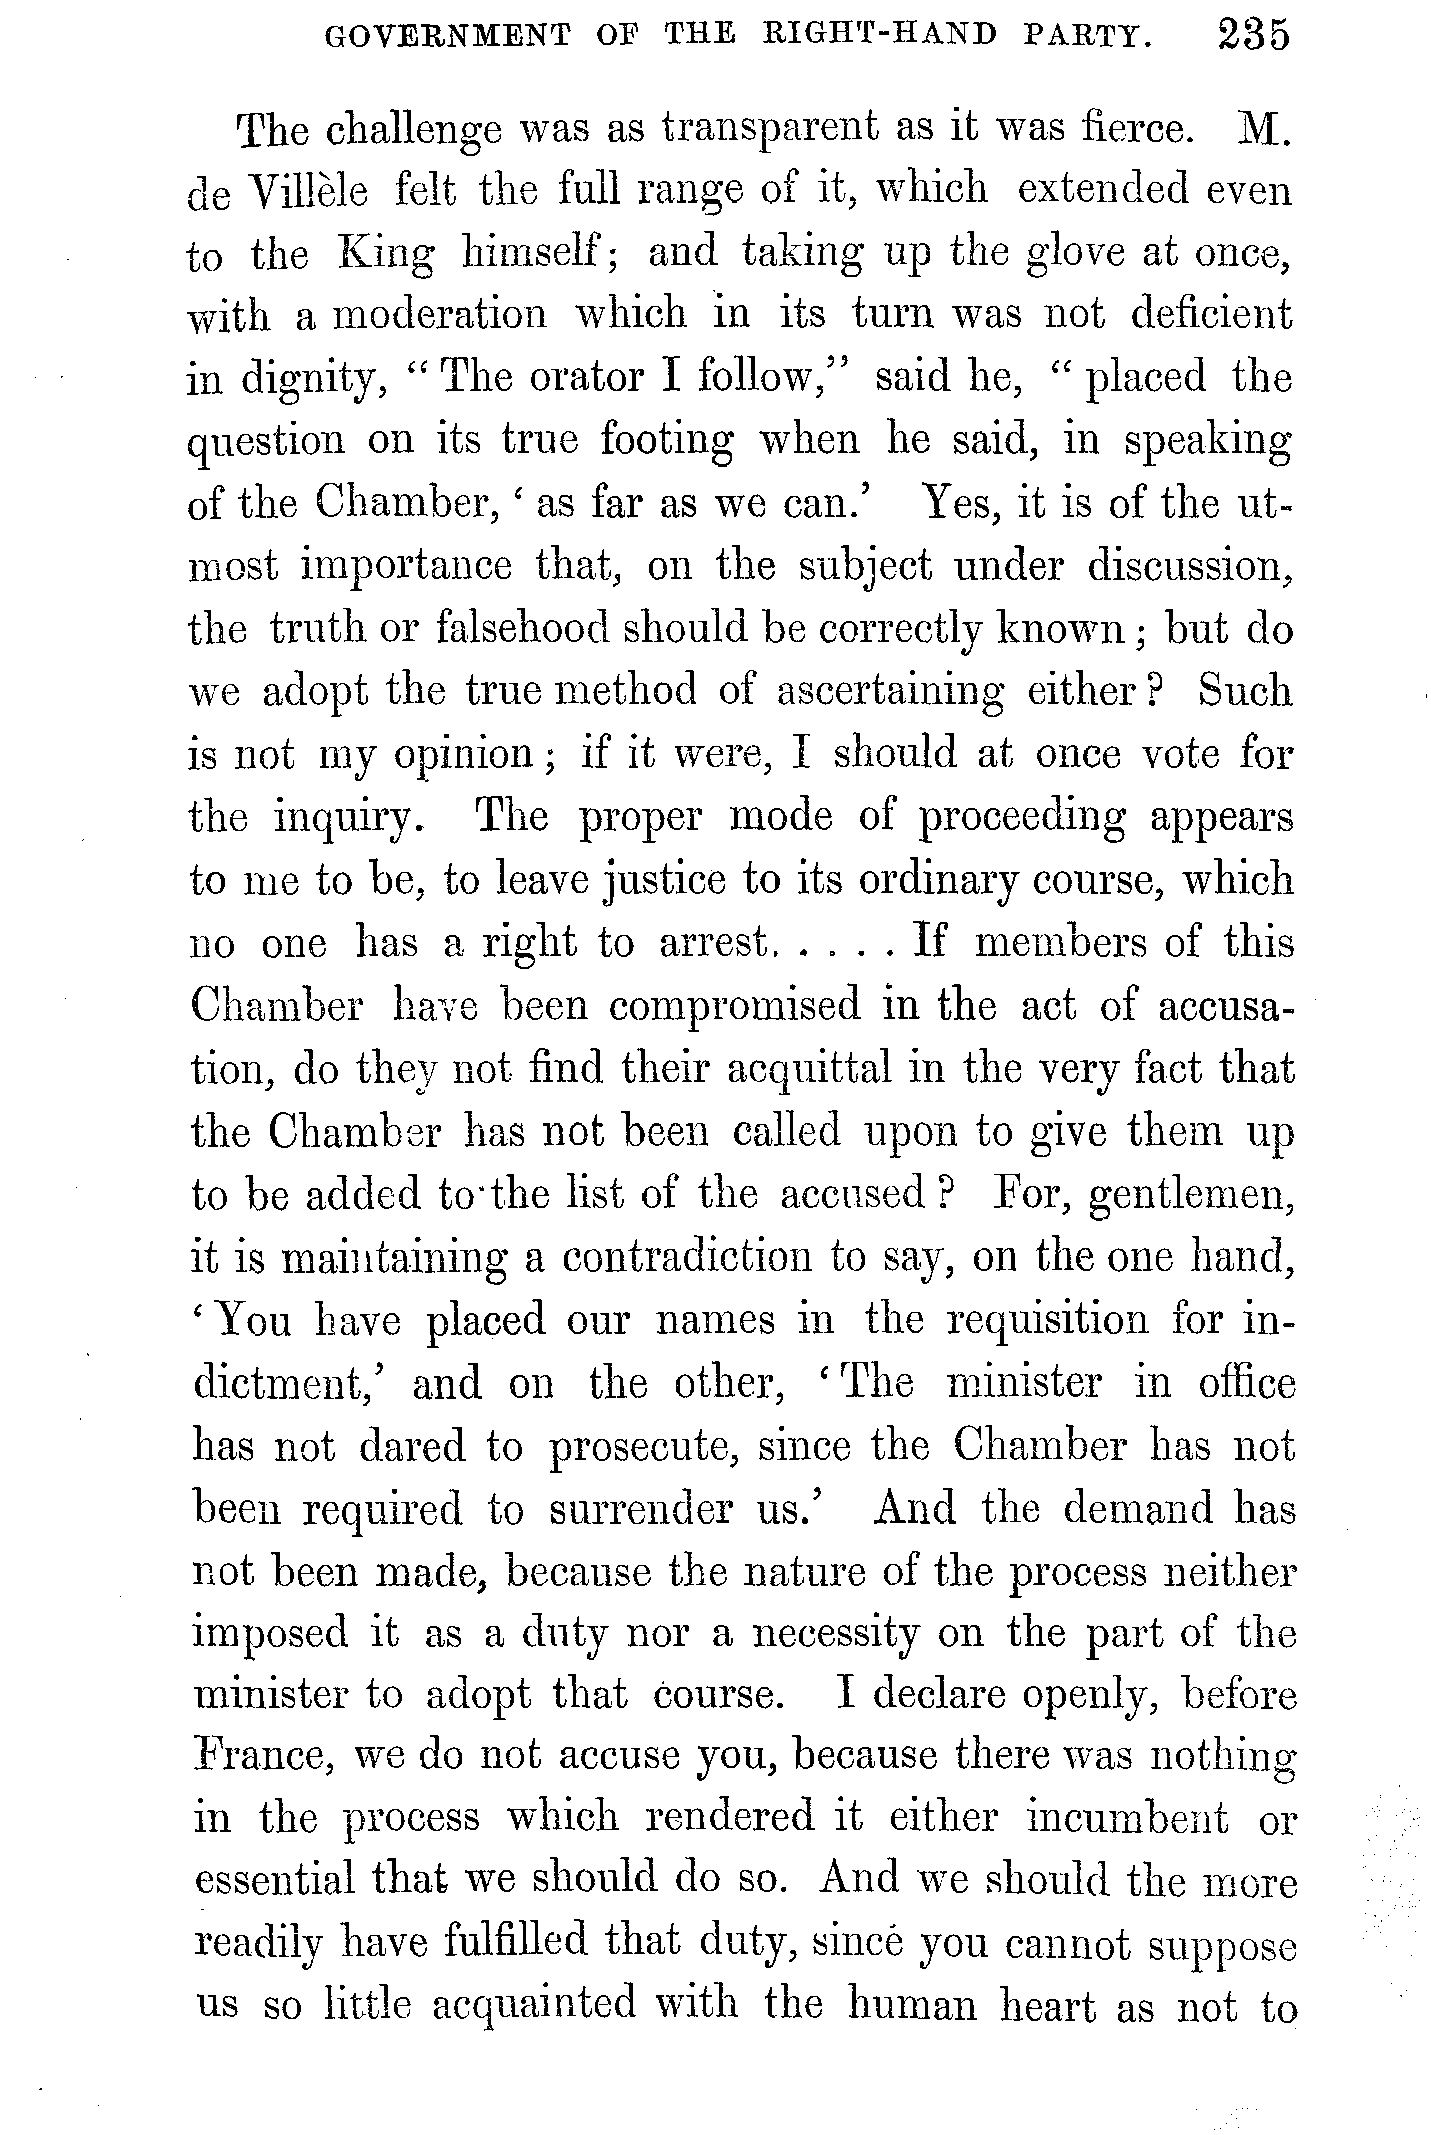 GOVERNMENT OF THE RIGHT-HAND PARTY. 235
The challenge was as transparent as it was fierce. M.
de Villèle felt the full range of it, which extended even
to the King himself; and taking up the glove at once,
with a moderation which in its turn was not deficient
in dignity, “The orator I follow,” said he, “placed the
question on its true footing when he said, in speaking
of the Chamber, ‘as far as we can.’ Yes, it is of the ut-
most importance that, on the subject under discussion,
the truth or falsehood should be correctly known; but do
we adopt the true method of ascertaining either? Such
is not my opinion; if it were, I should at once vote for
the inquiry. The proper mode of proceeding appears
to me to be, to leave justice to its ordinary course, which
no one has a right to arrest. . . . . If members of this
Chamber have been compromised in the act of accusa-
tion, do they not find their acquittal in the very fact that
the Chamber has not been called upon to give them up
to be added to the list of the accused? For, gentlemen,
it is maintaining a contradiction to say, on the one hand,
‘You have placed our names in the requisition for in-
dictment,’ and on the other, ‘The minister in office
has not dared to prosecute, since the Chamber has not
been required to surrender us.’ And the demand has
not been made, because the nature of the process neither
imposed it as a duty nor a necessity on the part of the
minister to adopt that course. I declare openly, before
France, we do not accuse you, because there was nothing
in the process which rendered it either incumbent or
essential that we should do so. And we should the more
readily have fulfilled that duty, since you cannot suppose
us so little acquainted with the human heart as not to